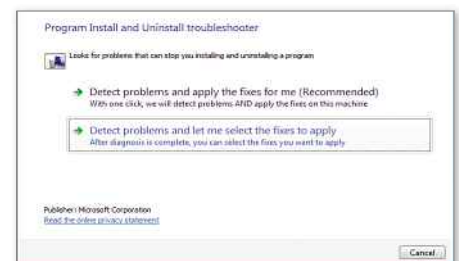 Program Install and Uninstall troubleshooter
Looks for problems that can stop you installing and uninstalling a program
Detect problems and apply the fixes for me (Recommended)
With one click, we will detect problems AND apply the fixes on this machine
Detect problems and let me select the fixes to apply
After diagnosis is complete, you can select the fixes you want to apply
Publisher: Microsoft Corporation
Read the online privacy statement
Cancel